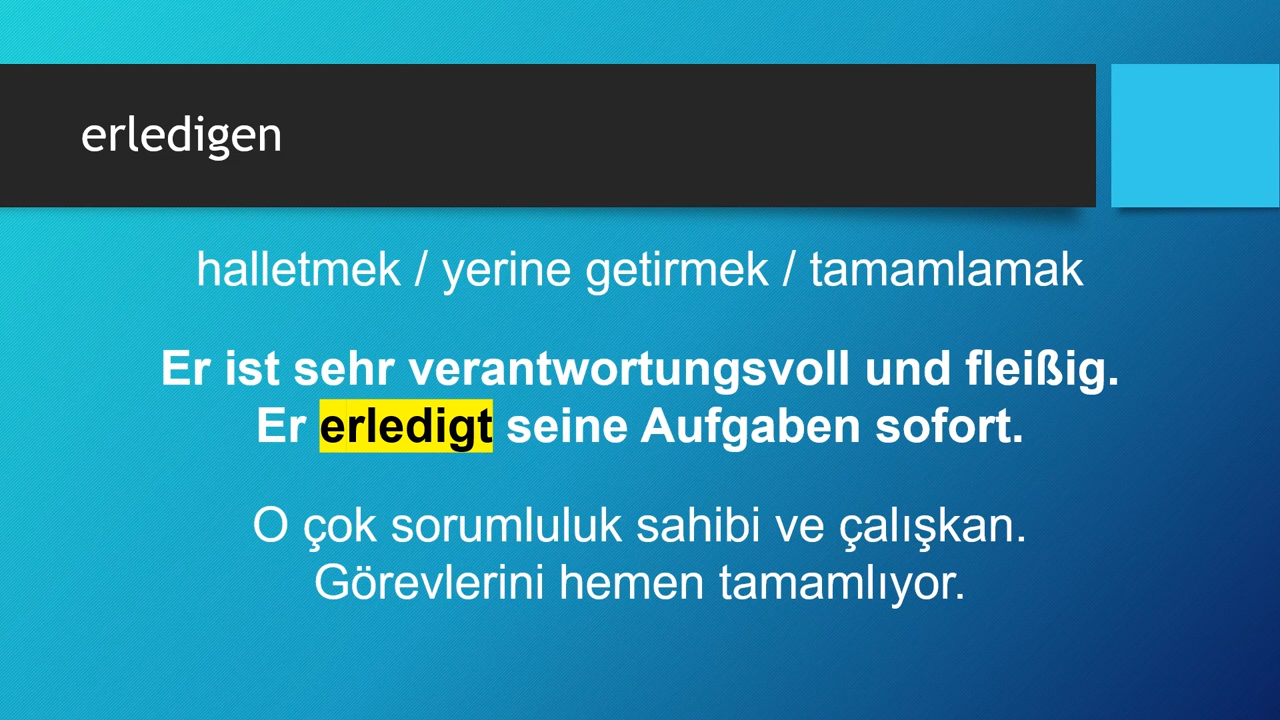 erledigen
halletmek / yerine getirmek / tamamlamak
Er ist sehr verantwortungsvoll und fleißig.
Er erledigt seine Aufgaben sofort.
O çok sorumluluk sahibi ve çalışkan.
Görevlerini hemen tamamlıyor.